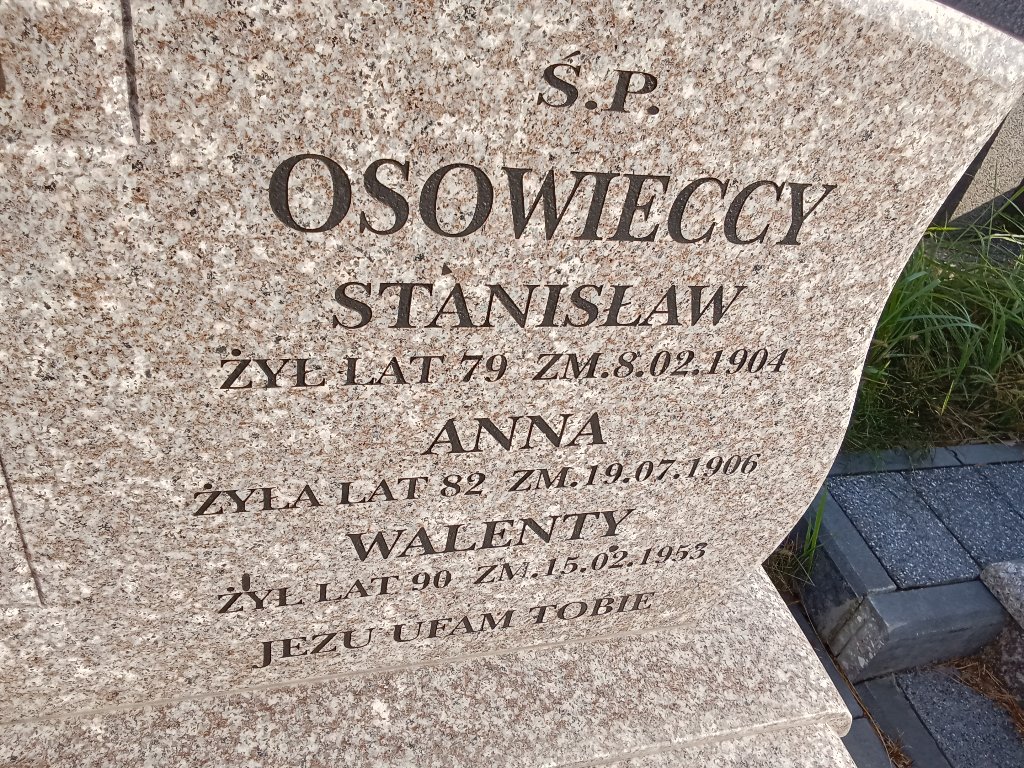 Ś.P.
OSOWIECCY
STANISŁAW
ŻYŁ LAT 79 ZM.8.02.1904
ANNA
ŻYŁA LAT 82 ZM.19.07.1906
WALENTY
ŻYŁ LAT 90 ZM.15.02.1953
JEZU UFAM TOBIE